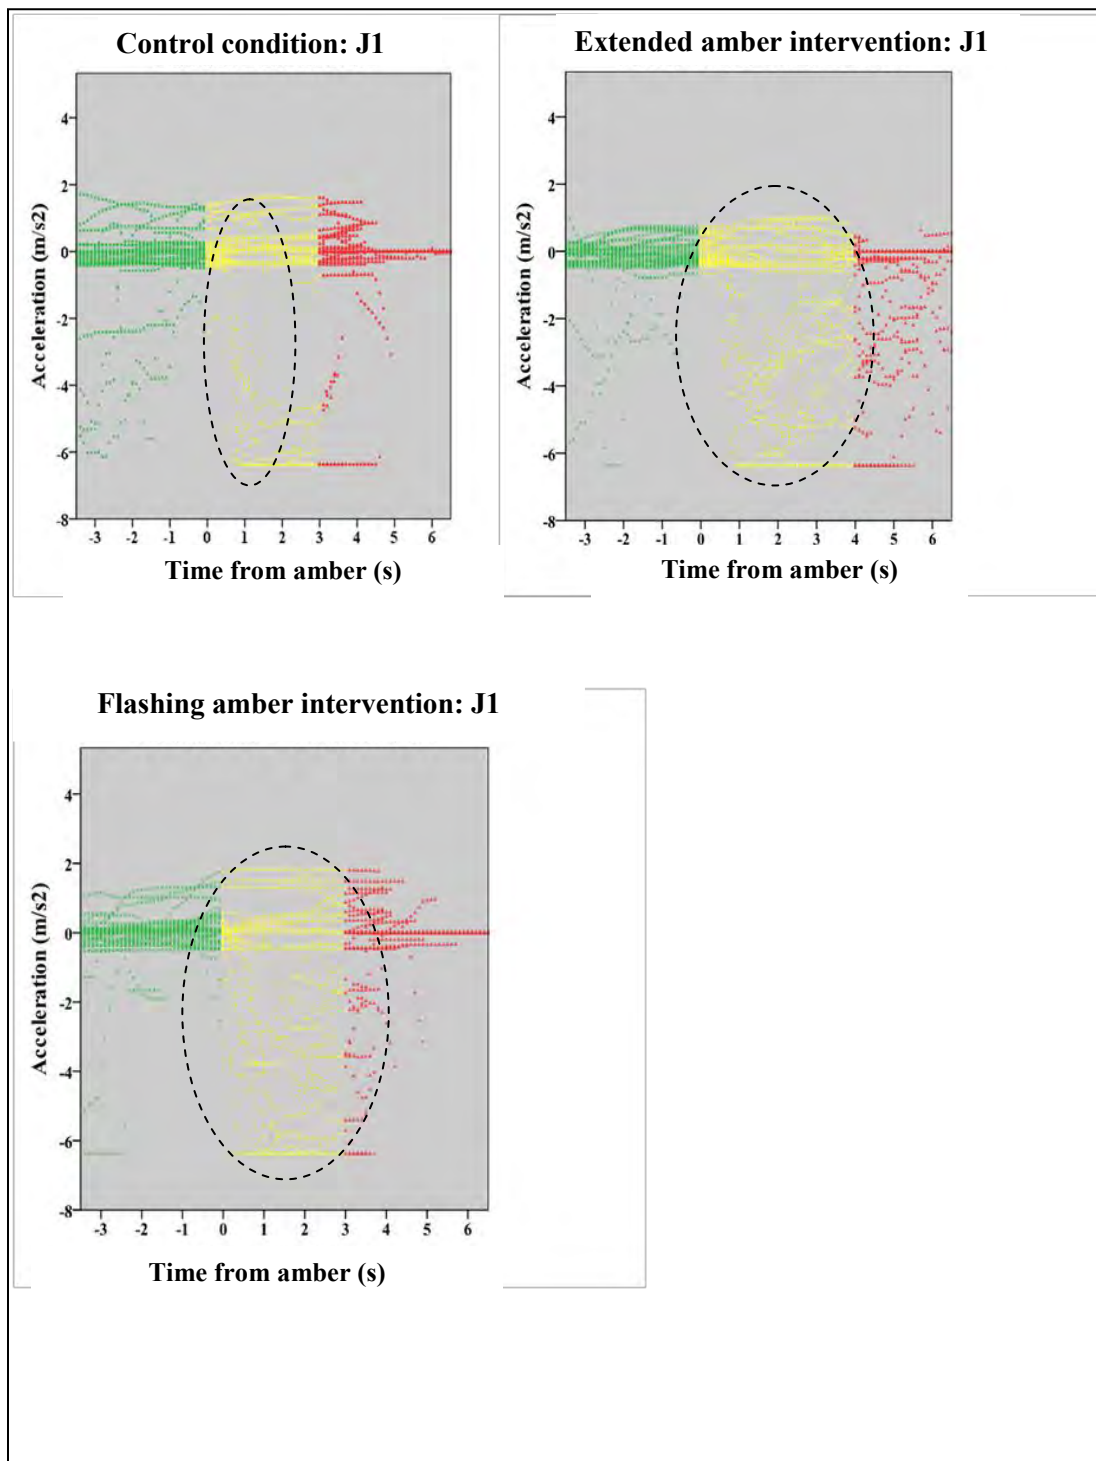 Control condition: J1
Acceleration (m/s2)
4
2
0
-2
-4
-6
-8
-3 -2 -1 0 1 2 3 4 5 6
Time from amber (s)
Extended amber intervention: J1
Acceleration (m/s2)
4
2
0
-2
-4
-6
-8
-3 -2 -1 0 1 2 3 4 5 6
Time from amber (s)
Flashing amber intervention: J1
Acceleration (m/s2)
4
2
0
-2
-4
-6
-8
-3 -2 -1 0 1 2 3 4 5 6
Time from amber (s)